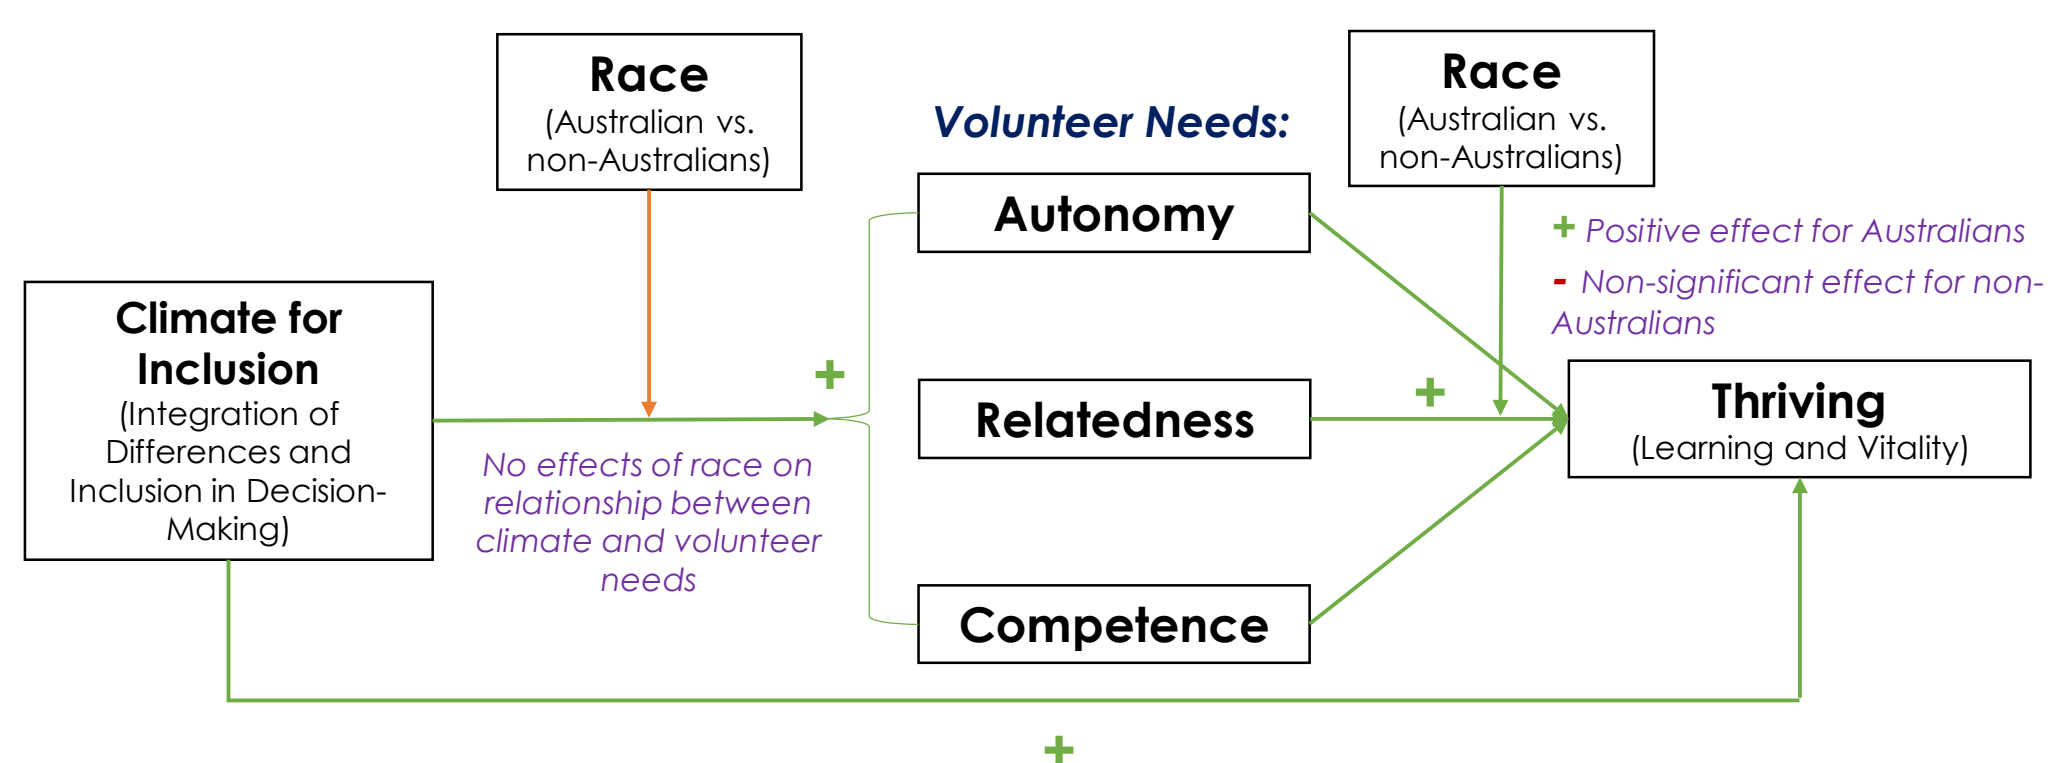 Race
(Australian vs.
non-Australians)
Volunteer Needs:
Race
(Australian vs.
non-Australians)
Autonomy
+ Positive effect for Australians
- Non-significant effect for non-
Australians
Climate for
Inclusion
(Integration of
Differences and
Inclusion in Decision-
Making)
+
Relatedness
+
Thriving
(Learning and Vitality)
No effects of race on
relationship between
climate and volunteer
needs
Competence
+